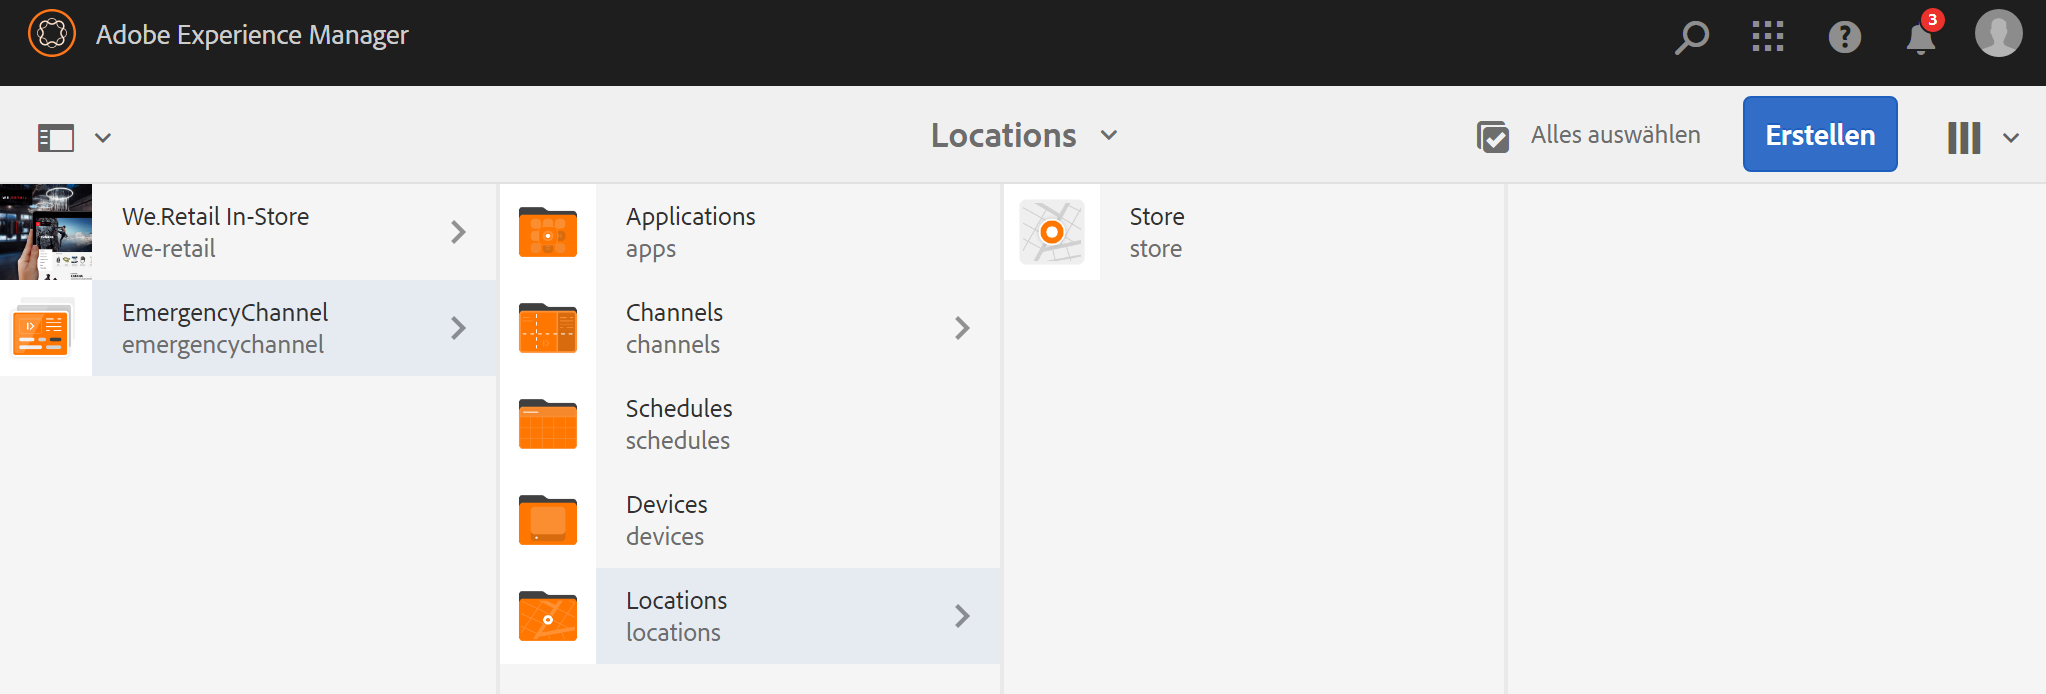 Adobe Experience Manager
3
Locations
Alles auswählen
Erstellen
We.Retail In-Store
we-retail
EmergencyChannel
emergencychannel
Applications
apps
Channels
channels
Schedules
schedules
Devices
devices
Locations
locations
Store
store